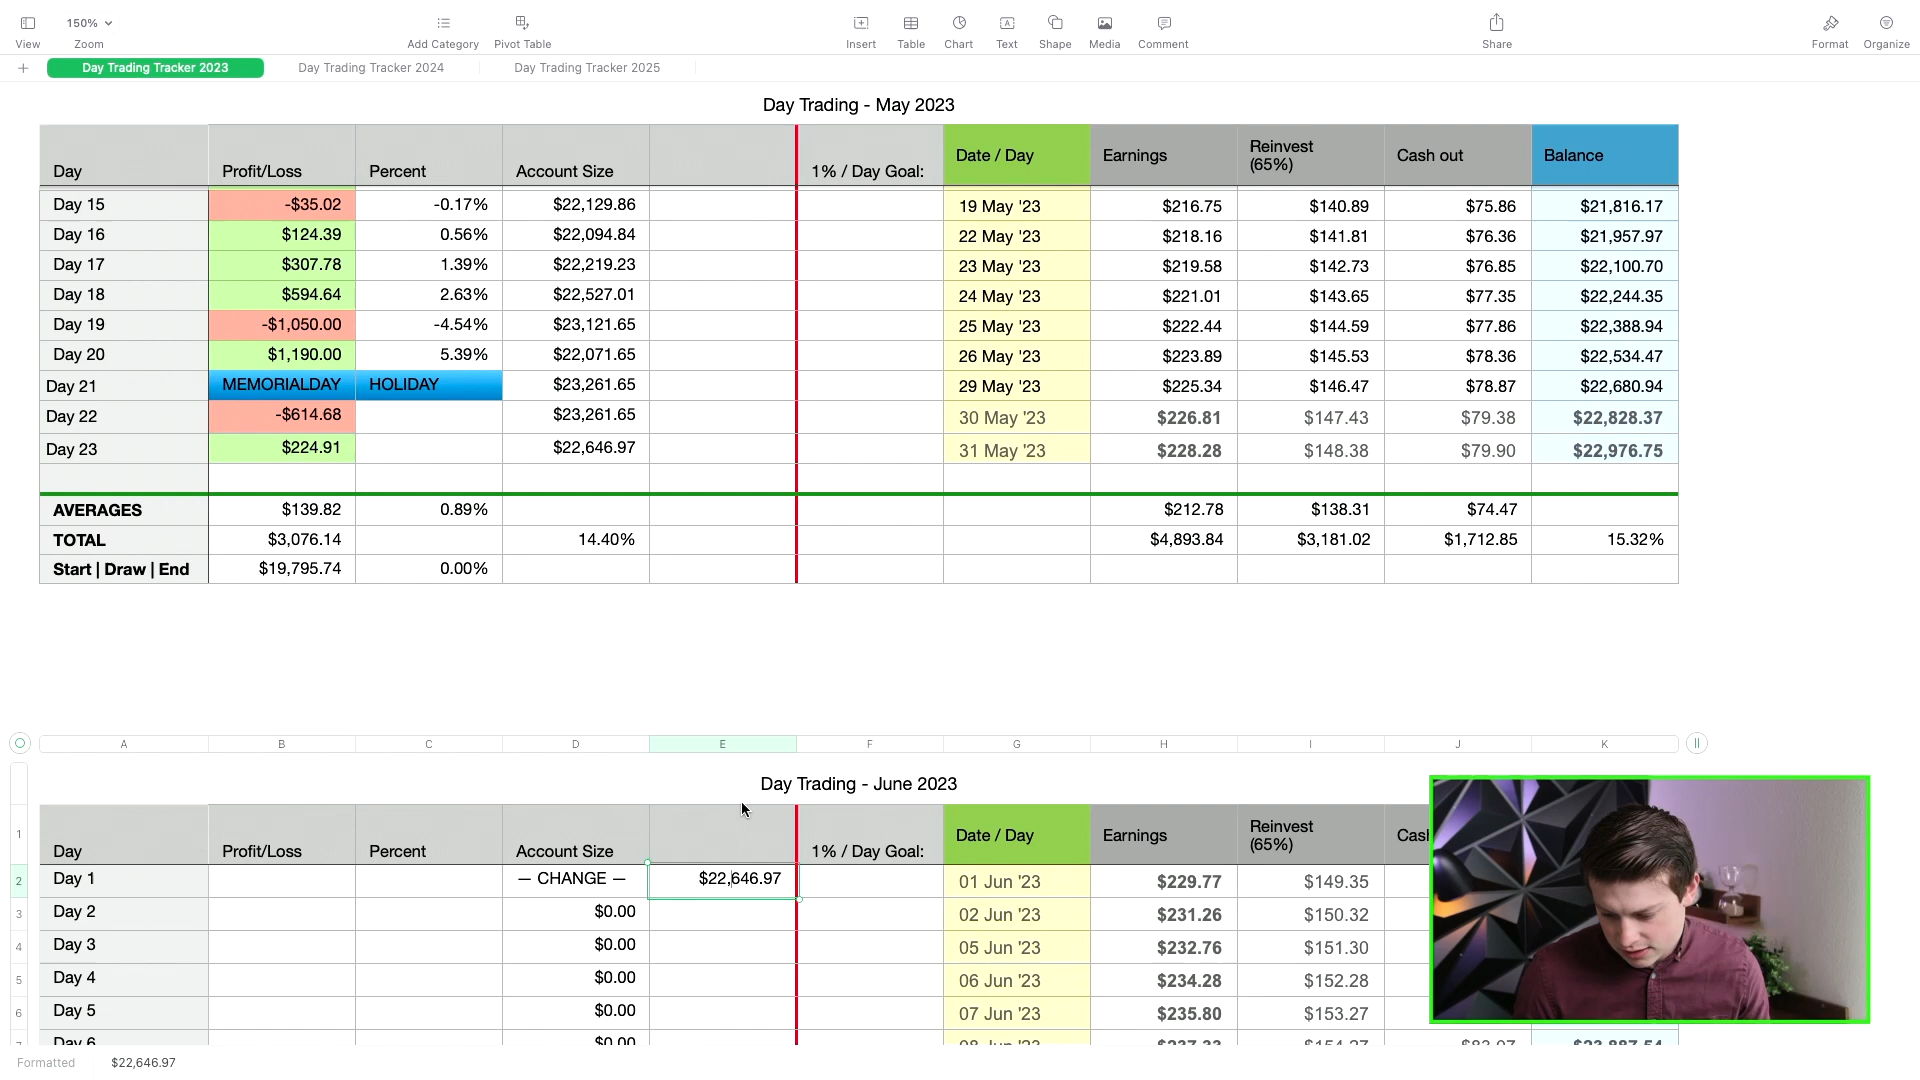 150%
View
Zoom
Add Category
Pivot Table
Insert
Table
Chart
Text
Shape
Media
Comment
Share
Format
Organize
Day Trading Tracker 2023
Day Trading Tracker 2024
Day Trading Tracker 2025
Day Trading - May 2023
Day Profit/Loss Percent Account Size 1% / Day Goal: Date / Day Earnings Reinvest (65%) Cash out Balance
Day 15 -$35.02 -0.17% $22,129.86 19 May '23 $216.75 $140.89 $75.86 $21,816.17
Day 16 $124.39 0.56% $22,094.84 22 May '23 $218.16 $141.81 $76.36 $21,957.97
Day 17 $307.78 1.39% $22,219.23 23 May '23 $219.58 $142.73 $76.85 $22,100.70
Day 18 $594.64 2.63% $22,527.01 24 May '23 $221.01 $143.65 $77.35 $22,244.35
Day 19 -$1,050.00 -4.54% $23,121.65 25 May '23 $222.44 $144.59 $77.86 $22,388.94
Day 20 $1,190.00 5.39% $22,071.65 26 May '23 $223.89 $145.53 $78.36 $22,534.47
Day 21 MEMORIALDAY HOLIDAY $23,261.65 29 May '23 $225.34 $146.47 $78.87 $22,680.94
Day 22 -$614.68 $23,261.65 30 May '23 $226.81 $147.43 $79.38 $22,828.37
Day 23 $224.91 $22,646.97 31 May '23 $228.28 $148.38 $79.90 $22,976.75
AVERAGES $139.82 0.89% $212.78 $138.31 $74.47
TOTAL $3,076.14 14.40% $4,893.84 $3,181.02 $1,712.85 15.32%
Start | Draw | End $19,795.74 0.00%
A B C D E F G H I J K
Day Trading - June 2023
1 Day Profit/Loss Percent Account Size 1% / Day Goal: Date / Day Earnings Reinvest (65%)
2 Day 1 — CHANGE — $22,646.97 01 Jun '23 $229.77 $149.35
3 Day 2 $0.00 02 Jun '23 $231.26 $150.32
4 Day 3 $0.00 05 Jun '23 $232.76 $151.30
5 Day 4 $0.00 06 Jun '23 $234.28 $152.28
6 Day 5 $0.00 07 Jun '23 $235.80 $153.27
Day 6 $0.00 08 Jun '23
Formatted $22,646.97